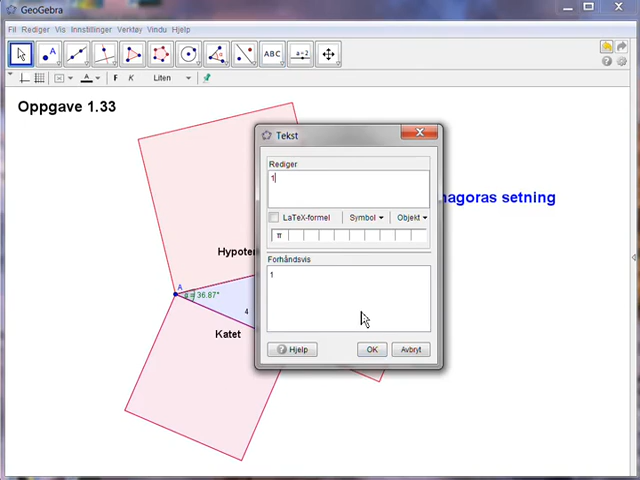 GeoGebra
Fil Rediger Vis Innstillinger Verktøy Vindu Hjelp
A
ABC
a=2
A
F K Liten
Oppgave 1.33
Tekst
Rediger
1
LaTeX-formel Symbol Objekt
π
Forhåndsvis
1
Hjelp OK Avbryt
agoras setning
A
36.87°
4
Katet